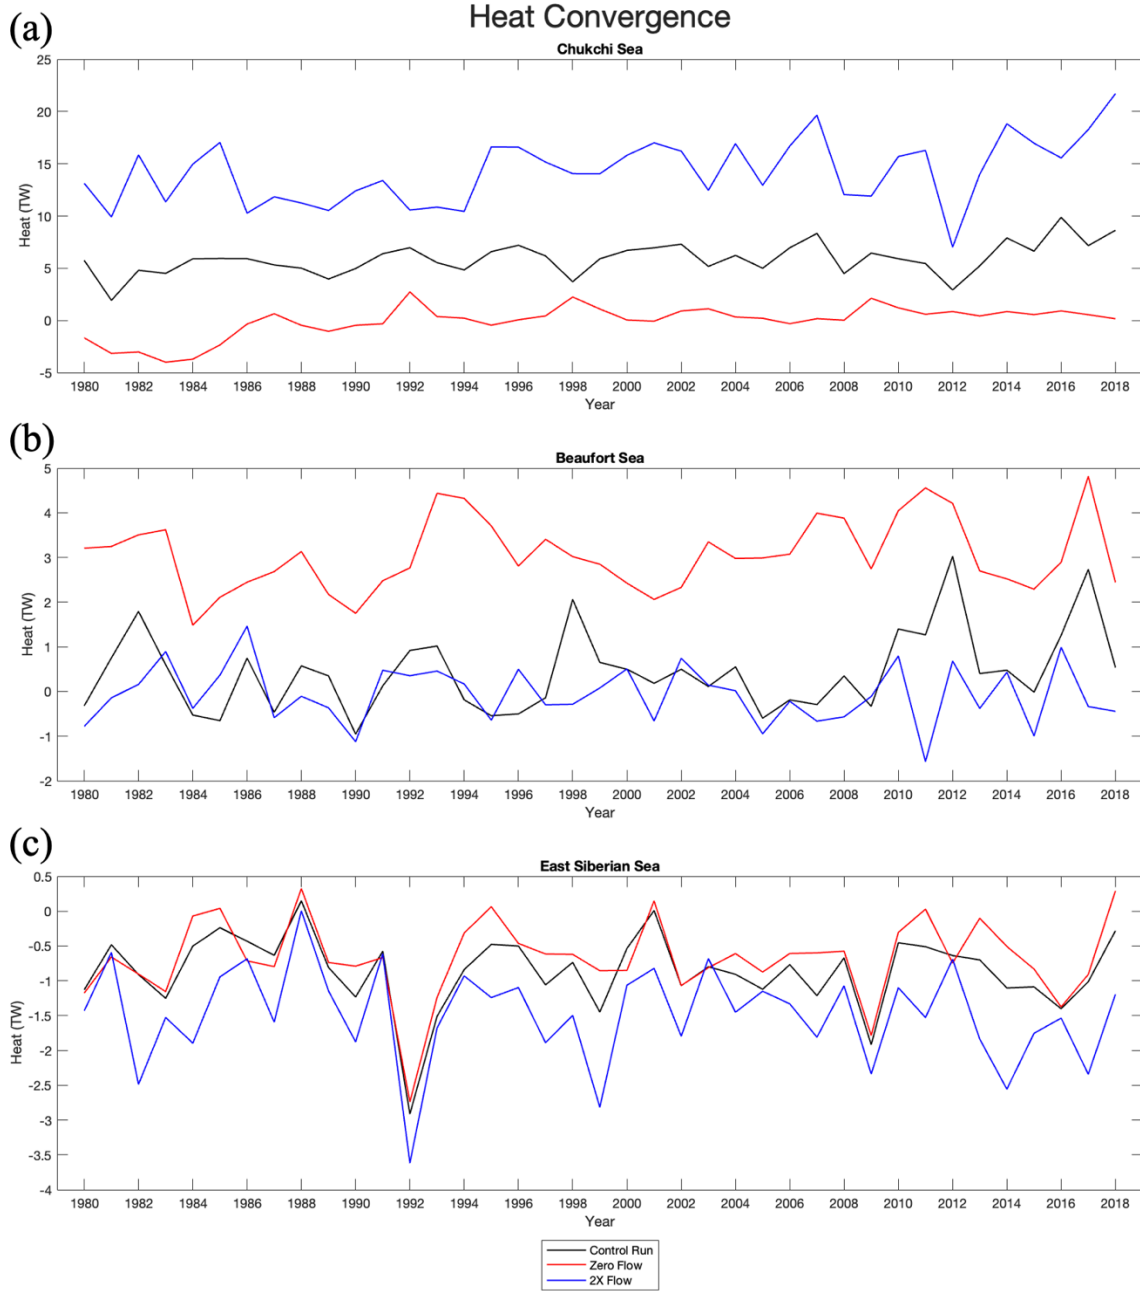 Heat Convergence
(a)
Chukchi Sea
25
20
15
10
5
0
-5
Heat (TW)
1980 1982 1984 1986 1988 1990 1992 1994 1996 1998 2000 2002 2004 2006 2008 2010 2012 2014 2016 2018
Year
(b)
Beaufort Sea
5
4
3
2
1
0
-1
-2
Heat (TW)
1980 1982 1984 1986 1988 1990 1992 1994 1996 1998 2000 2002 2004 2006 2008 2010 2012 2014 2016 2018
Year
(c)
East Siberian Sea
0.5
0
-0.5
-1
-1.5
-2
-2.5
-3
-3.5
-4
Heat (TW)
1980 1982 1984 1986 1988 1990 1992 1994 1996 1998 2000 2002 2004 2006 2008 2010 2012 2014 2016 2018
Year
Control Run
Zero Flow
2X Flow